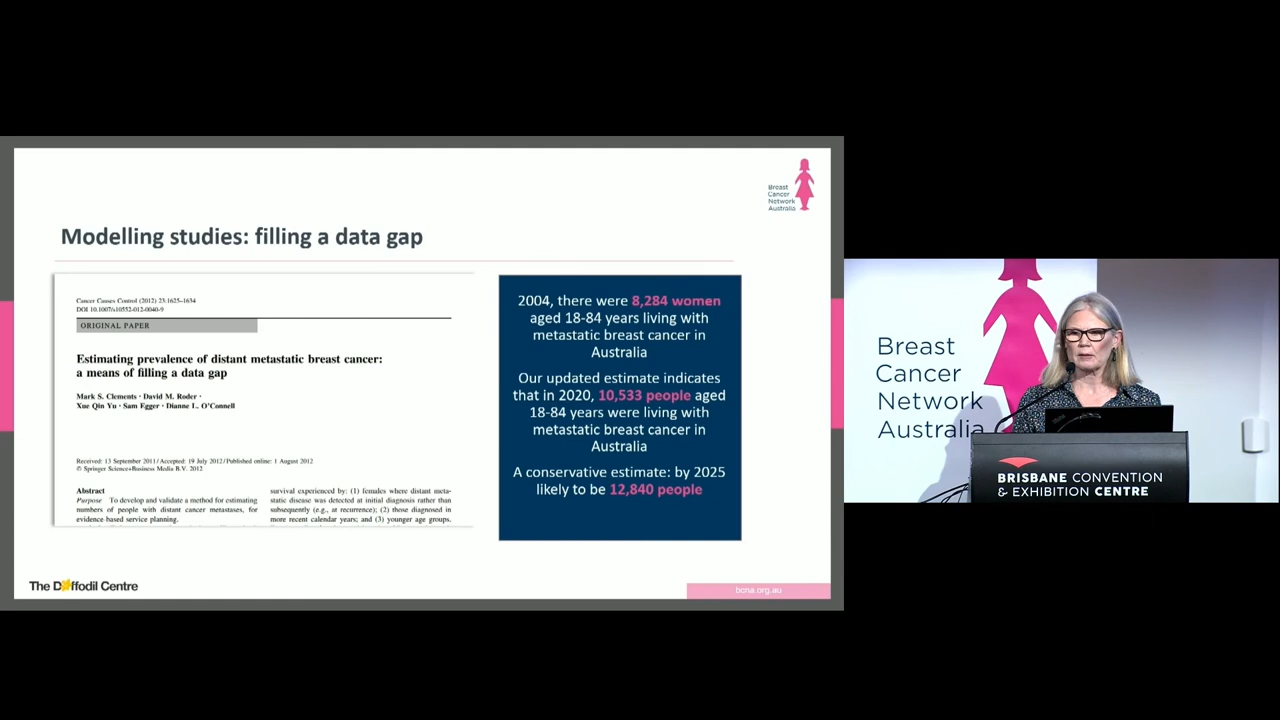 Breast
Cancer
Network
Australia
Modelling studies: filling a data gap
Cancer Causes Control (2012) 23:1625–1634
DOI 10.1007/s10552-012-0040-9
ORIGINAL PAPER
Estimating prevalence of distant metastatic breast cancer:
a means of filling a data gap
Mark S. Clements · David M. Roder ·
Xue Qin Yu · Sam Egger · Dianne L. O'Connell
Received: 13 September 2011 / Accepted: 19 July 2012 / Published online: 1 August 2012
© Springer Science+Business Media B.V. 2012
Abstract
Purpose To develop and validate a method for estimating
numbers of people with distant cancer metastases, for
evidence-based service planning.
survival experienced by: (1) females where distant meta-
static disease was detected at initial diagnosis rather than
subsequently (e.g., at recurrence); (2) those diagnosed in
more recent calendar years; and (3) younger age groups.
2004, there were 8,284 women
aged 18-84 years living with
metastatic breast cancer in
Australia
Our updated estimate indicates
that in 2020, 10,533 people aged
18-84 years were living with
metastatic breast cancer in
Australia
A conservative estimate: by 2025
likely to be 12,840 people
The Daffodil Centre
bcna.org.au
Breast
Cancer
Network
Australia
BRISBANE CONVENTION
& EXHIBITION CENTRE